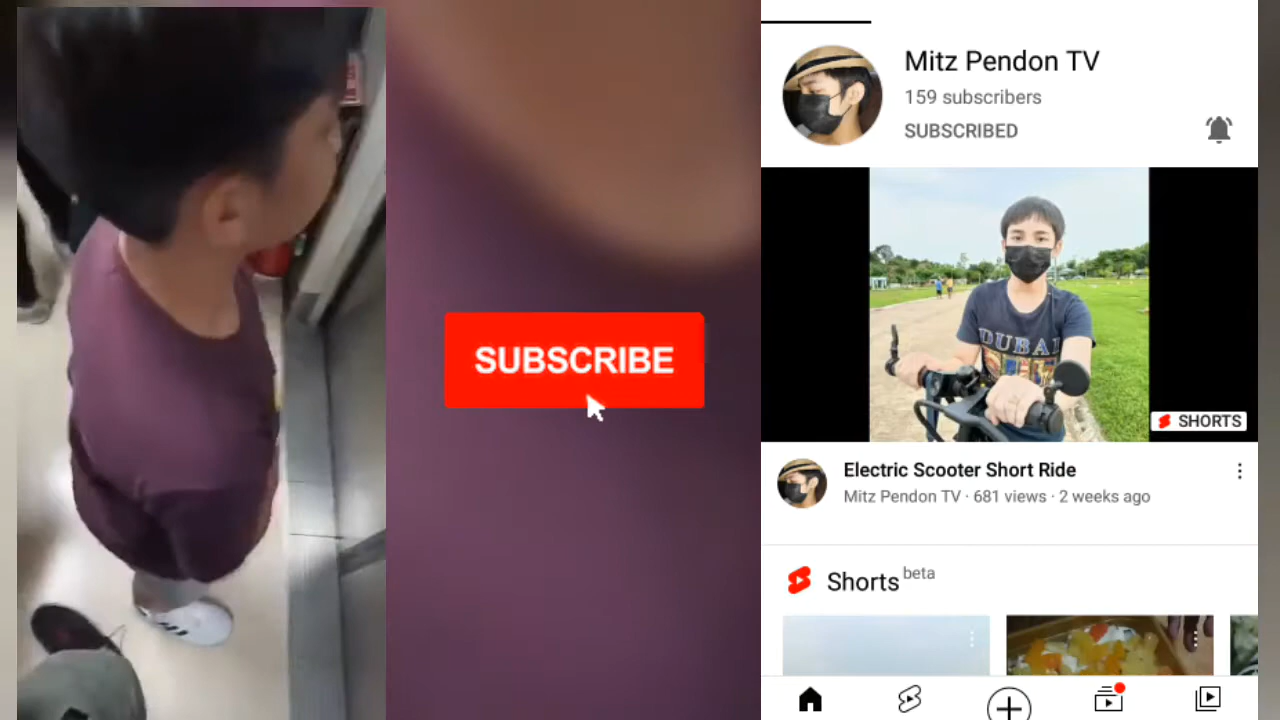 SUBSCRIBE
Mitz Pendon TV
159 subscribers
SUBSCRIBED
DUBAI
SHORTS
Electric Scooter Short Ride
Mitz Pendon TV · 681 views · 2 weeks ago
Shorts beta